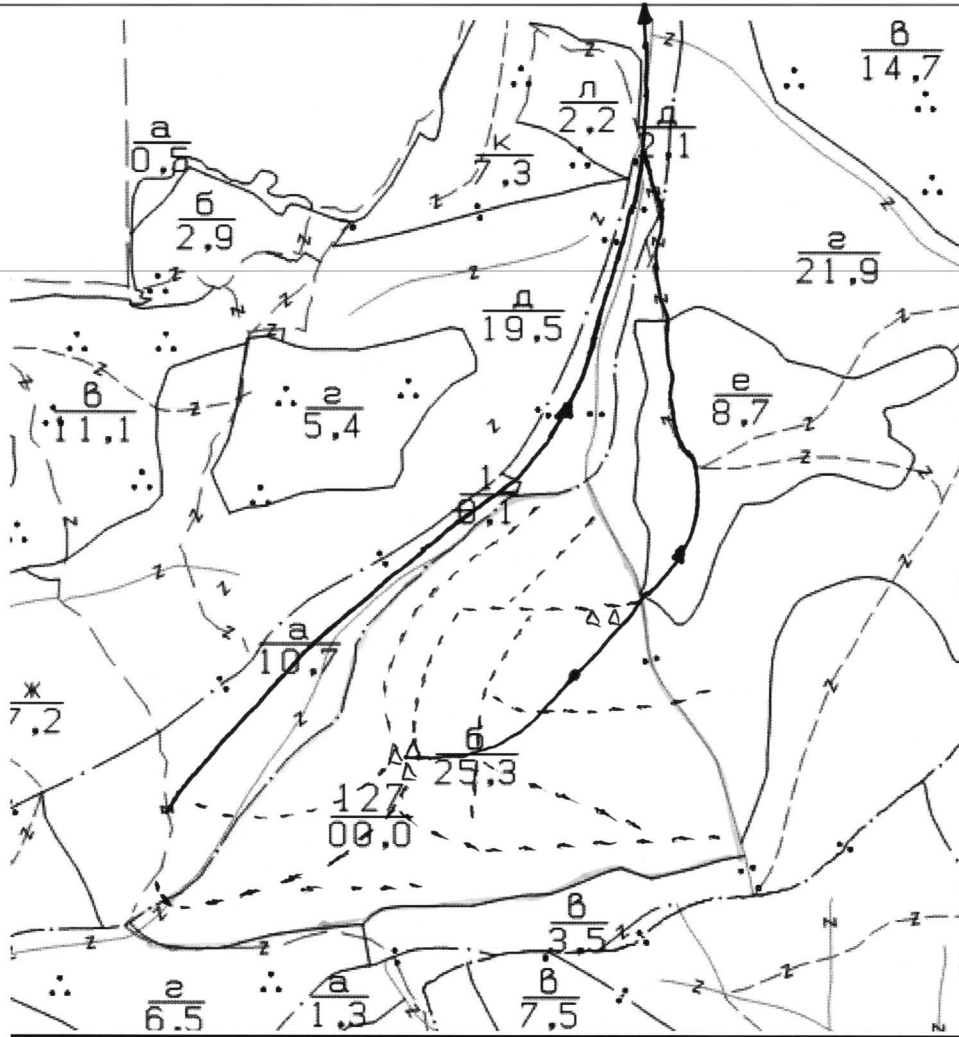 в
14,7
л
2,2
д
2,1
а
0,5
к
7,3
б
2,9
г
21,9
д
19,5
в
11,1
г
5,4
е
8,7
1
0,1
а
10,7
ж
7,2
б
25,3
127
00,0
в
3,5
г
6,5
а
1,3
в
7,5